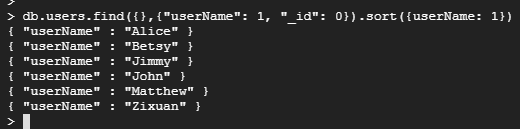 > db.users.find({},{"userName": 1, "_id": 0}).sort({userName: 1})
{ "userName" : "Alice" }
{ "userName" : "Betsy" }
{ "userName" : "Jimmy" }
{ "userName" : "John" }
{ "userName" : "Matthew" }
{ "userName" : "Zixuan" }
>